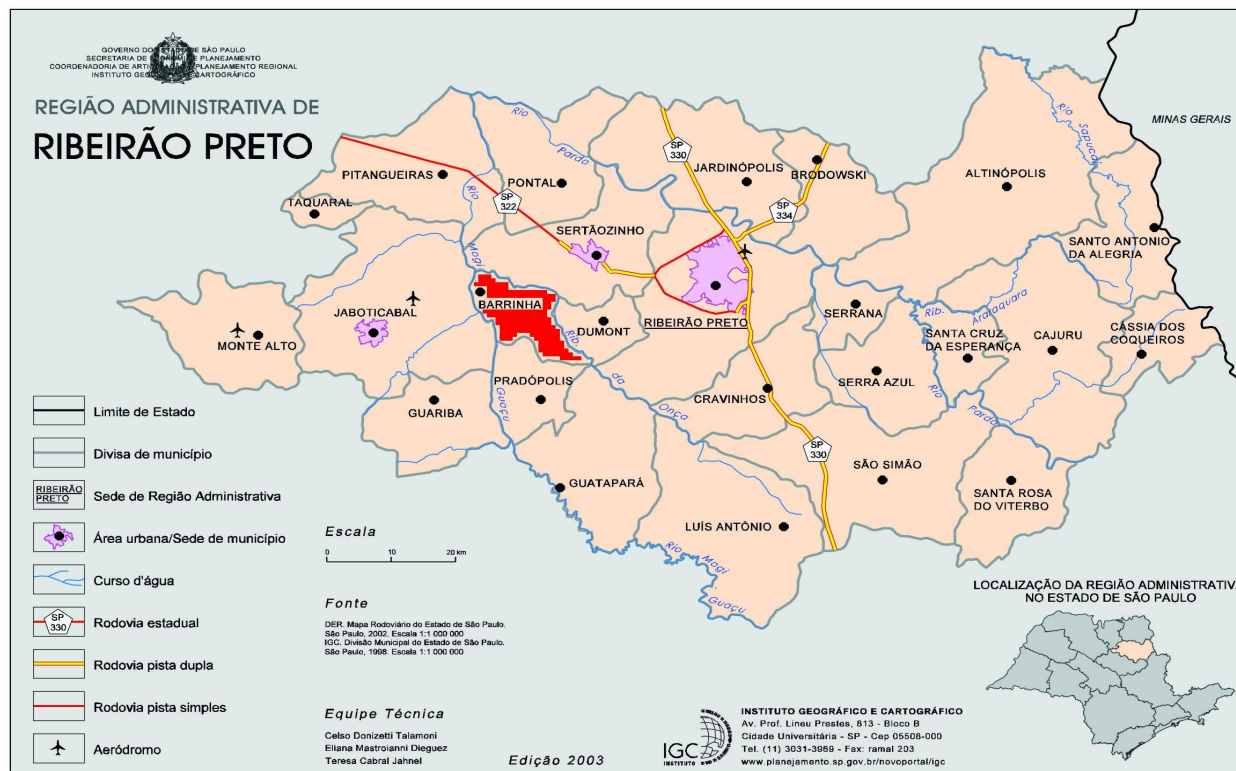 GOVERNO DO ESTADO DE SÃO PAULO
SECRETARIA DE ECONOMIA E PLANEJAMENTO
COORDENADORIA DE ARTICULAÇÃO E PLANEJAMENTO REGIONAL
INSTITUTO GEOGRÁFICO E CARTOGRÁFICO
REGIÃO ADMINISTRATIVA DE
RIBEIRÃO PRETO
MINAS GERAIS
Rio
Pardo
Rio
Sapucaí
SP
330
JARDINÓPOLIS
BRODOWSKI
PITANGUEIRAS
PONTAL
ALTINÓPOLIS
TAQUARAL
Rio
SP
322
SP
334
SERTÃOZINHO
SANTO ANTONIO
DA ALEGRIA
Mogi
BARRINHA
JABOTICABAL
DUMONT
RIBEIRÃO PRETO
SERRANA
Rib.
Araraquara
SANTA CRUZ
DA ESPERANÇA
CAJURU
CÁSSIA DOS
COQUEIROS
MONTE ALTO
Rib.
PRADÓPOLIS
da
SERRA AZUL
Rio
GUARIBA
Guaçu
Onça
CRAVINHOS
Pardo
SP
330
GUATAPARÁ
SÃO SIMÃO
SANTA ROSA
DO VITERBO
LUÍS ANTÔNIO
Rio
Mogi
Guaçu
Limite de Estado
Divisa de município
RIBEIRÃO
PRETO
Sede de Região Administrativa
Área urbana/Sede de município
Curso d'água
SP
330
Rodovia estadual
Rodovia pista dupla
Rodovia pista simples
Aeródromo
Escala
0 10 20 km
Fonte
DER. Mapa Rodoviário do Estado de São Paulo.
São Paulo, 2002. Escala 1:1 000 000
IGC. Divisão Municipal do Estado de São Paulo.
São Paulo, 1998. Escala 1:1 000 000
Equipe Técnica
Celso Donizetti Talamoni
Eliana Mastroianni Dieguez
Teresa Cabral Jahnel
Edição 2003
IGC
INSTITUTO
INSTITUTO GEOGRÁFICO E CARTOGRÁFICO
Av. Prof. Lineu Prestes, 813 - Bloco B
Cidade Universitária - SP - Cep 05508-000
Tel. (11) 3031-3969 - Fax: ramal 203
www.planejamento.sp.gov.br/novoportal/igc
LOCALIZAÇÃO DA REGIÃO ADMINISTRATIVA
NO ESTADO DE SÃO PAULO